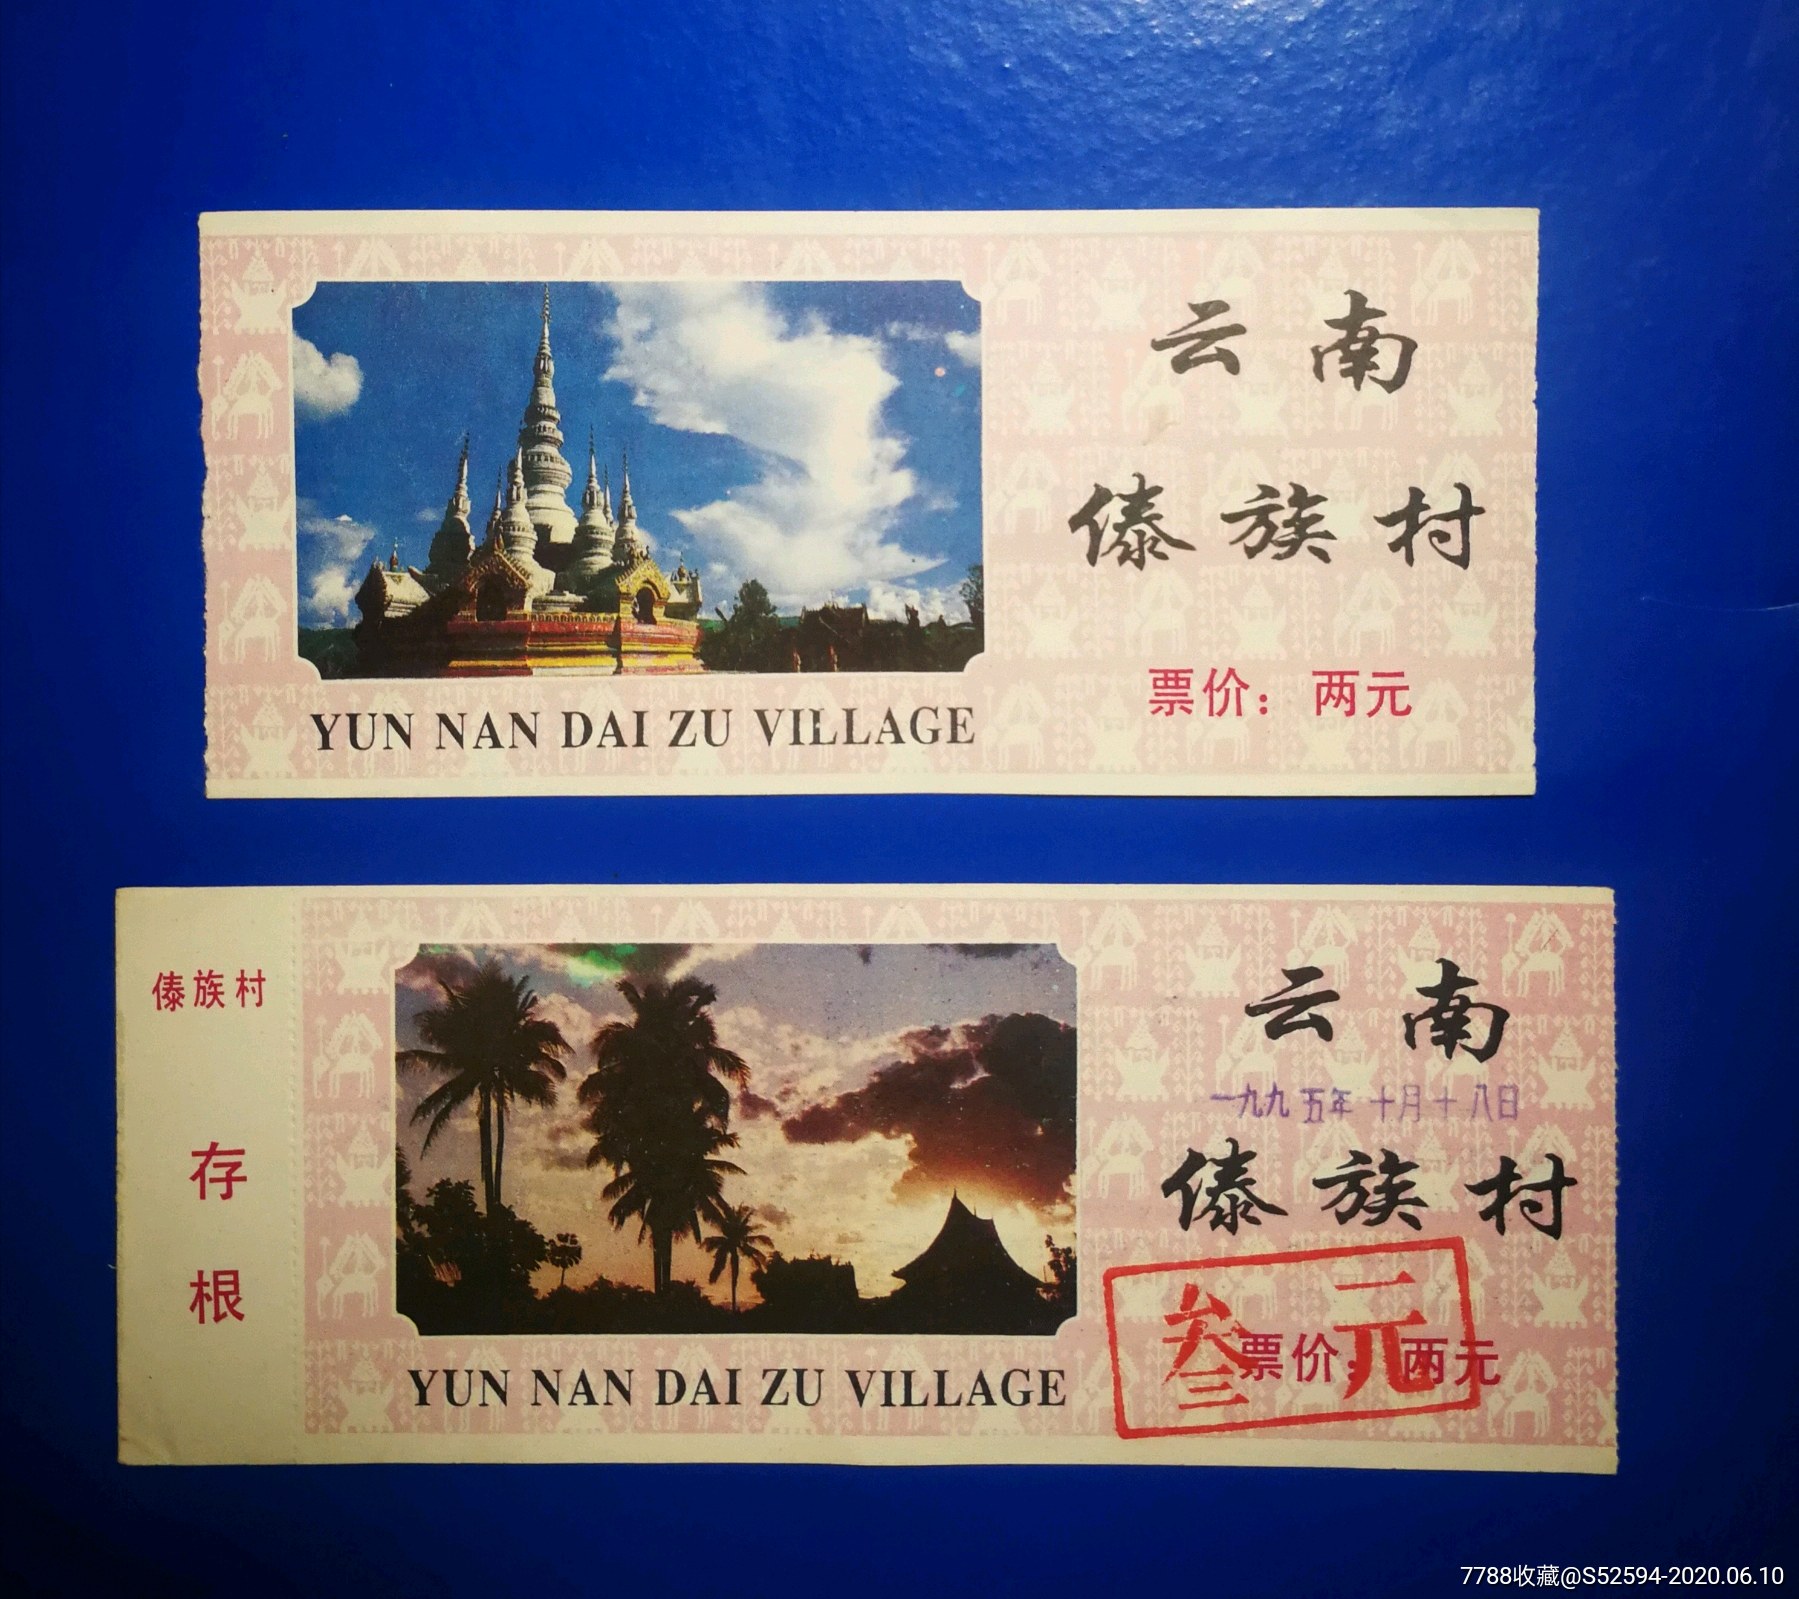 云南
傣族村
票价：两元
YUN NAN DAI ZU VILLAGE
傣族村
存
根
云南
一九九五年十月十八日
傣族村
叁元
票价：两元
YUN NAN DAI ZU VILLAGE
7788收藏@S52594-2020.06.10